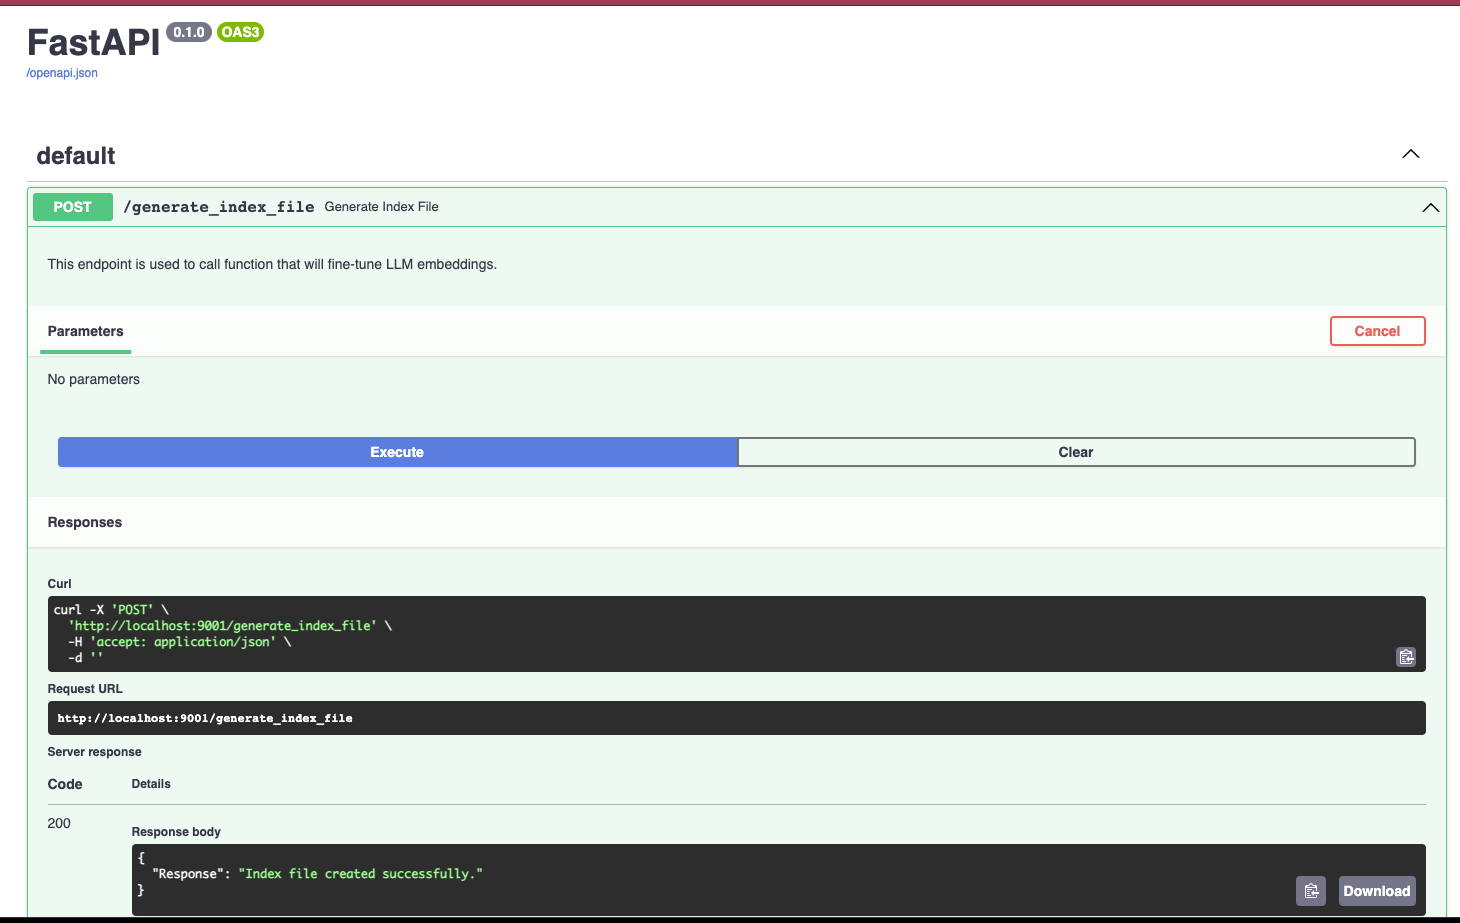 FastAPI 0.1.0 OAS3
/openapi.json
default
POST /generate_index_file Generate Index File
This endpoint is used to call function that will fine-tune LLM embeddings.
Parameters Cancel
No parameters
Execute Clear
Responses
Curl
curl -X 'POST' \
  'http://localhost:9001/generate_index_file' \
  -H 'accept: application/json' \
  -d ''
Request URL
http://localhost:9001/generate_index_file
Server response
Code Details
200
Response body
{
  "Response": "Index file created successfully."
}
Download